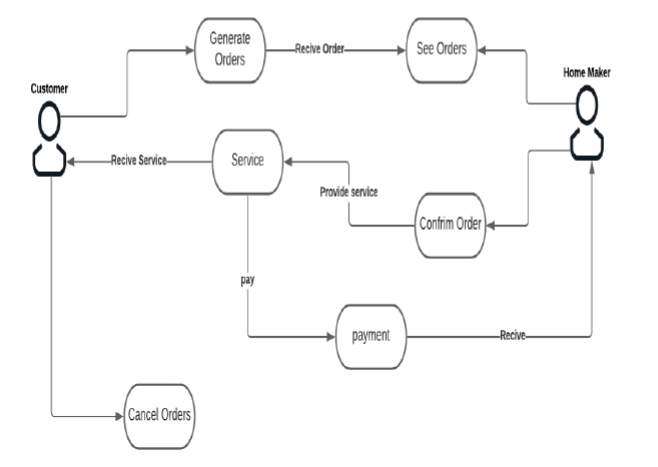 Generate
Orders
Recive Order
See Orders
Customer
Home Maker
Recive Service
Service
Provide service
Confrim Order
pay
payment
Recive
Cancel Orders